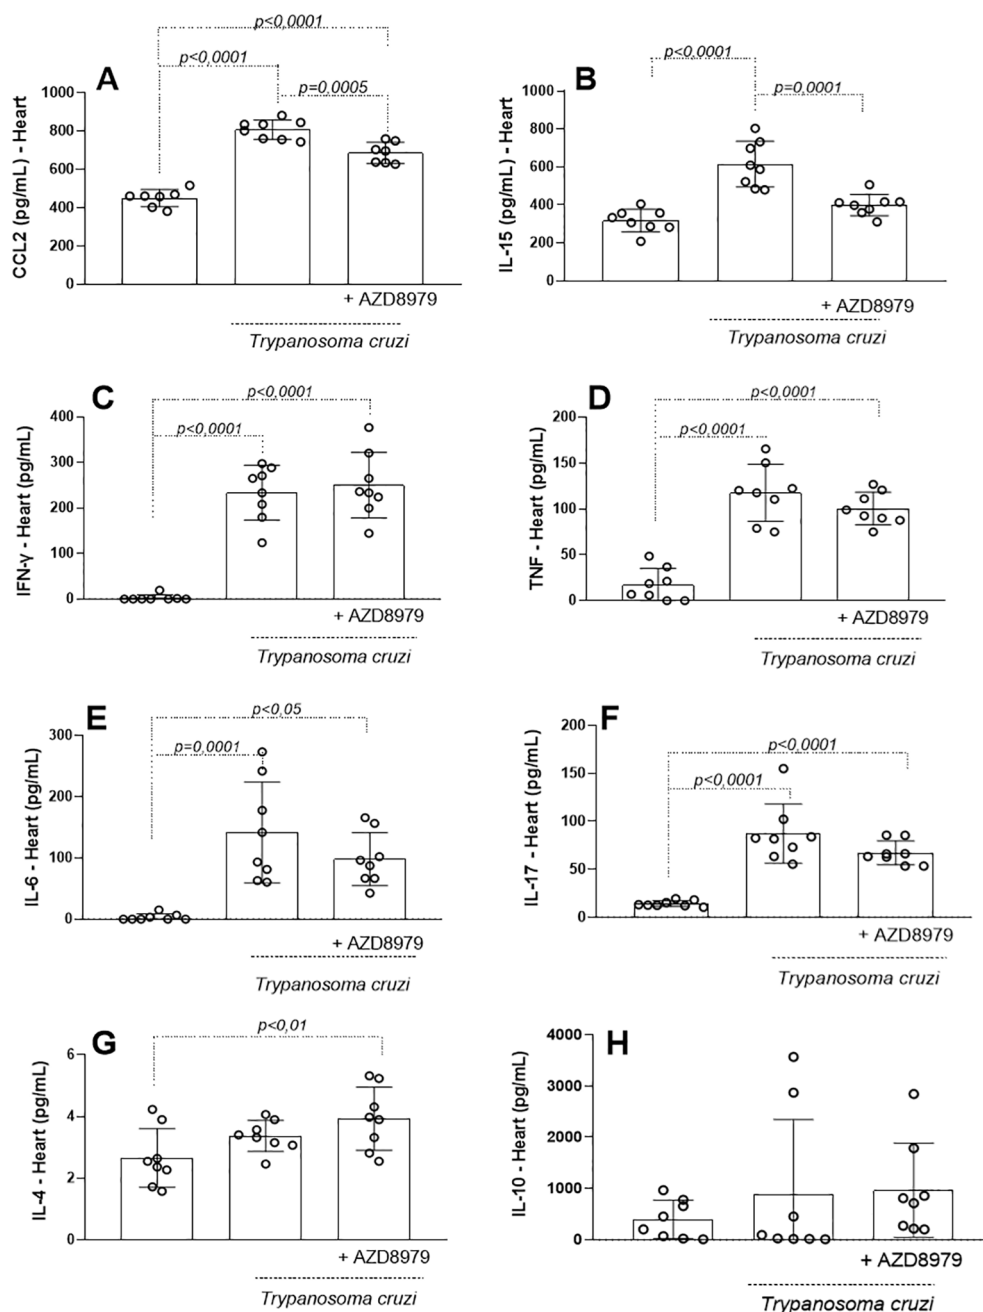 A
p<0,0001
p<0,0001
p=0,0005
CCL2 (pg/mL) - Heart
1000
800
600
400
200
0
+ AZD8979
Trypanosoma cruzi
B
p<0,0001
p=0,0001
IL-15 (pg/mL) - Heart
1000
800
600
400
200
0
+ AZD8979
Trypanosoma cruzi
C
p<0,0001
p<0,0001
IFN-γ - Heart (pg/mL)
400
300
200
100
0
+ AZD8979
Trypanosoma cruzi
D
p<0,0001
p<0,0001
TNF - Heart (pg/mL)
200
150
100
50
0
+ AZD8979
Trypanosoma cruzi
E
p<0,05
p=0,0001
IL-6 - Heart (pg/mL)
300
200
100
0
+ AZD8979
Trypanosoma cruzi
F
p<0,0001
p<0,0001
IL-17 - Heart (pg/mL)
200
150
100
50
0
+ AZD8979
Trypanosoma cruzi
G
p<0,01
IL-4 - Heart (pg/mL)
6
4
2
0
+ AZD8979
Trypanosoma cruzi
H
IL-10 - Heart (pg/mL)
4000
3000
2000
1000
0
+ AZD8979
Trypanosoma cruzi